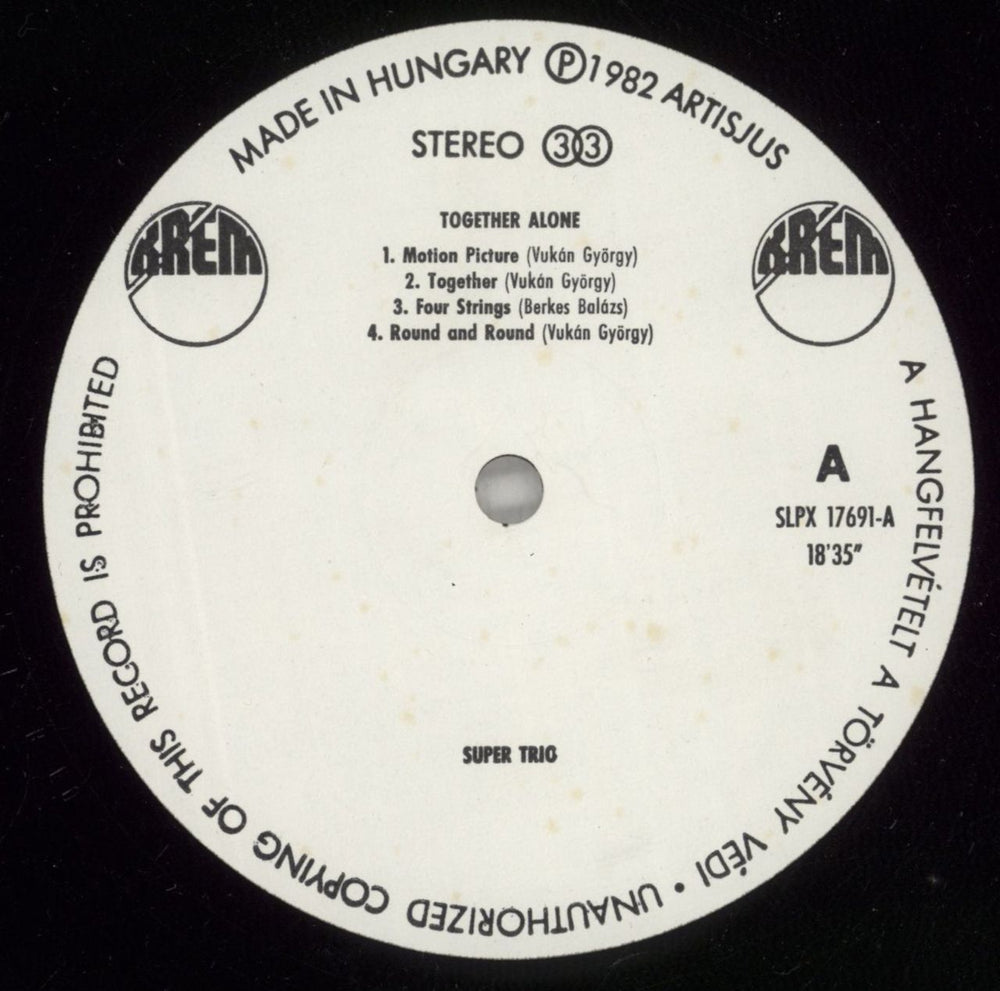 MADE IN HUNGARY Ⓟ 1982 ARTISJUS
STEREO 33
KRÉM
KRÉM
TOGETHER ALONE
1. Motion Picture (Vukán György)
2. Together (Vukán György)
3. Four Strings (Berkes Balázs)
4. Round and Round (Vukán György)
A
SLPX 17691-A
18'35"
SUPER TRIO
A HANGFELVÉTELT A TÖRVÉNY VÉDI • UNAUTHORIZED COPYING OF THIS RECORD IS PROHIBITED